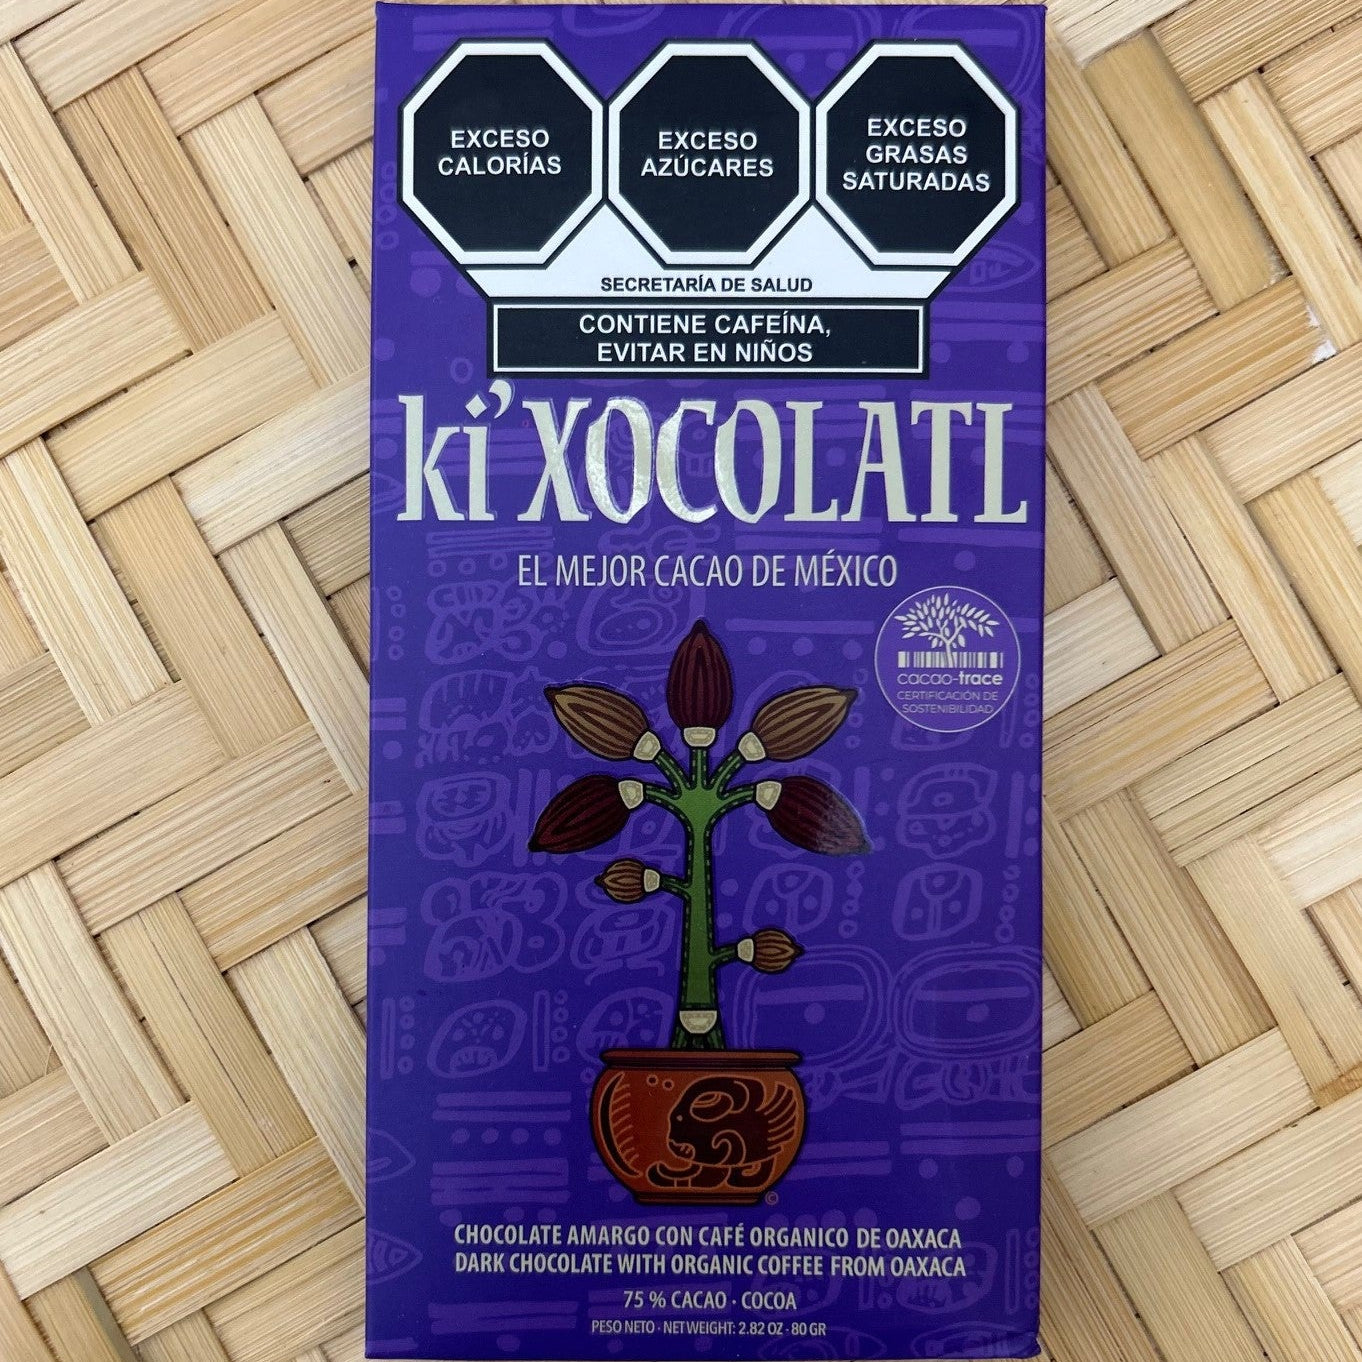 EXCESO
CALORÍAS
EXCESO
AZÚCARES
EXCESO
GRASAS
SATURADAS
SECRETARÍA DE SALUD
CONTIENE CAFEÍNA,
EVITAR EN NIÑOS
ki'XOCOLATL
EL MEJOR CACAO DE MÉXICO
cacao-trace
CERTIFICACIÓN DE
SOSTENIBILIDAD
©
CHOCOLATE AMARGO CON CAFÉ ORGANICO DE OAXACA
DARK CHOCOLATE WITH ORGANIC COFFEE FROM OAXACA
75 % CACAO · COCOA
PESO NETO · NET WEIGHT: 2.82 OZ - 80 GR